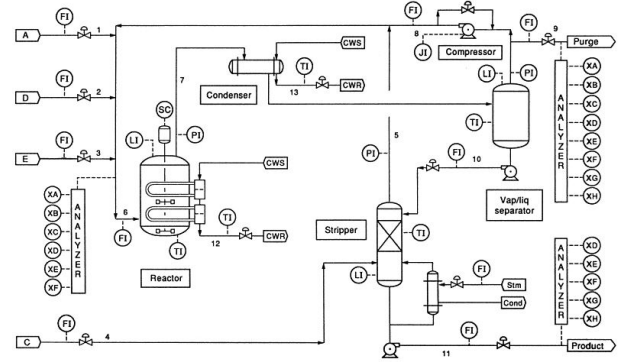 FI
8
FI
9
A
FI
1
JI
Compressor
Purge
7
CWS
TI
CWR
13
Condenser
LI
PI
XA
XB
XC
XD
XE
XF
XG
XH
ANALYZER
D
FI
2
SC
TI
E
FI
3
LI
PI
5
PI
FI
10
Vap/liq
separator
CWS
XA
XB
XC
XD
XE
XF
ANALYZER
6
FI
TI
TI
12
CWR
Reactor
Stripper
TI
LI
FI
Stm
Cond
XD
XE
XF
XG
XH
ANALYZER
C
FI
4
FI
11
Product